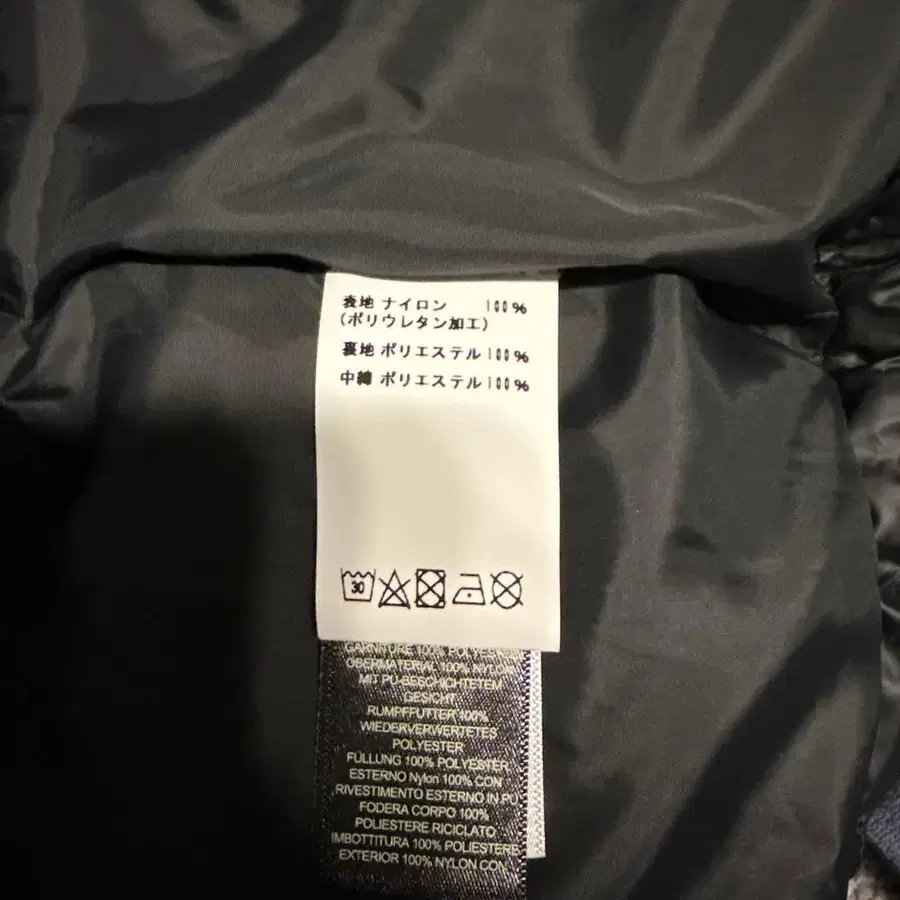 表地 ナイロン 100%
(ポリウレタン加工)
裏地 ポリエステル 100%
中綿 ポリエステル 100%
30
GARNITURE 100% POLYESTER
OBERMATERIAL 100% NYLON
MIT PU-BESCHICHTETEM
GESICHT
RUMPFFUTTER 100%
WIEDERVERWERTETES
POLYESTER
FÜLLUNG 100% POLYESTER
ESTERNO Nylon 100% CON
RIVESTIMENTO ESTERNO IN PU
FODERA CORPO 100%
POLIESTERE RICICLATO
IMBOTTITURA 100% POLIESTERE
EXTERIOR 100% NYLON CON